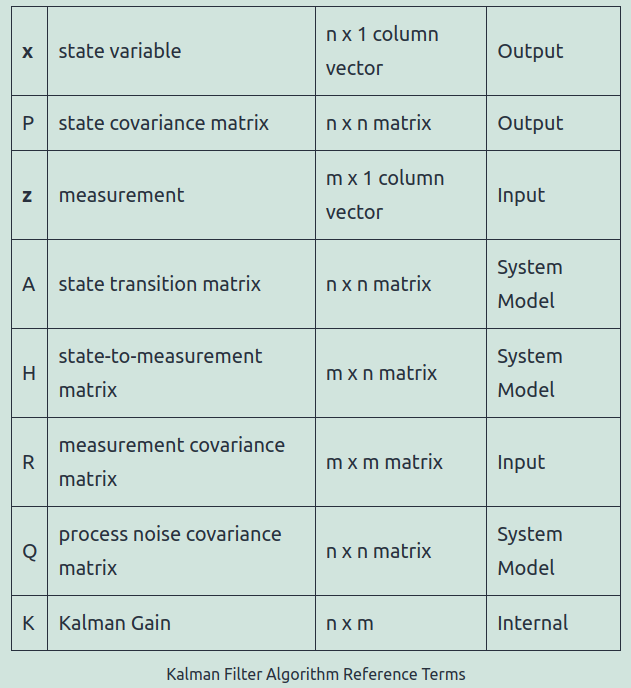 x state variable n x 1 column vector Output
P state covariance matrix n x n matrix Output
z measurement m x 1 column vector Input
A state transition matrix n x n matrix System Model
H state-to-measurement matrix m x n matrix System Model
R measurement covariance matrix m x m matrix Input
Q process noise covariance matrix n x n matrix System Model
K Kalman Gain n x m Internal
Kalman Filter Algorithm Reference Terms